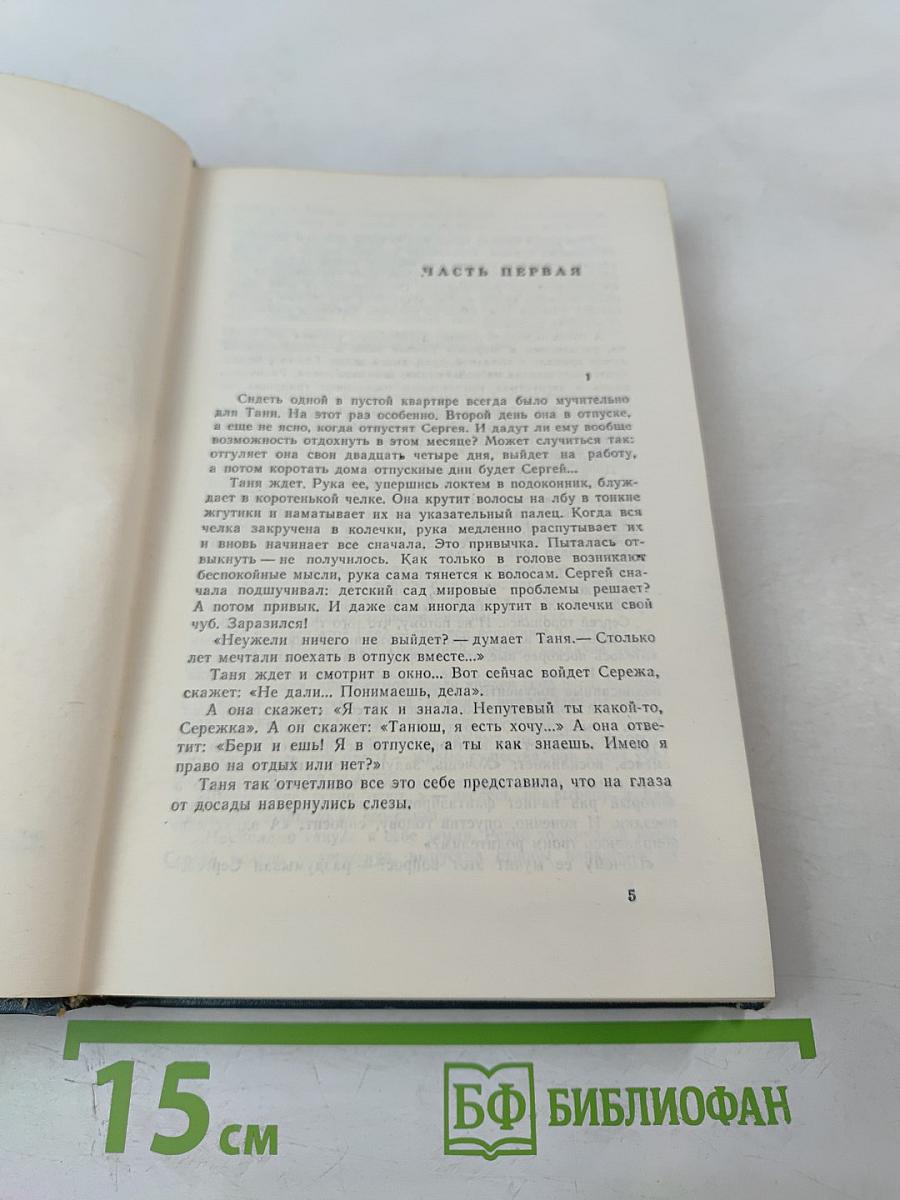 ЧАСТЬ ПЕРВАЯ
1
Сидеть одной в пустой квартире всегда было мучительно
для Тани. На этот раз особенно. Второй день она в отпуске,
а еще не ясно, когда отпустят Сергея. И дадут ли ему вообще
возможность отдохнуть в этом месяце? Может случиться так:
отгуляет она свои двадцать четыре дня, выйдет на работу,
а потом коротать дома отпускные дни будет Сергей...
Таня ждет. Рука ее, упершись локтем в подоконник, блуж-
дает в коротенькой челке. Она крутит волосы на лбу в тонкие
жгутики и наматывает их на указательный палец. Когда вся
челка закручена в колечки, рука медленно распутывает их
и вновь начинает все сначала. Это привычка. Пыталась от-
выкнуть — не получилось. Как только в голове возникают
беспокойные мысли, рука сама тянется к волосам. Сергей сна-
чала подшучивал: детский сад мировые проблемы решает?
А потом привык. И даже сам иногда крутит в колечки свой
чуб. Заразился!
«Неужели ничего не выйдет? — думает Таня.— Столько
лет мечтали поехать в отпуск вместе...»
Таня ждет и смотрит в окно... Вот сейчас войдет Сережа,
скажет: «Не дали... Понимаешь, дела».
А она скажет: «Я так и знала. Непутевый ты какой-то,
Сережка». А он скажет: «Танюш, я есть хочу...» А она отве-
тит: «Бери и ешь! Я в отпуске, а ты как знаешь. Имею я
право на отдых или нет?»
Таня так отчетливо все это себе представила, что на глаза
от досады навернулись слезы.
5
15 см
БФ БИБЛИОФАН